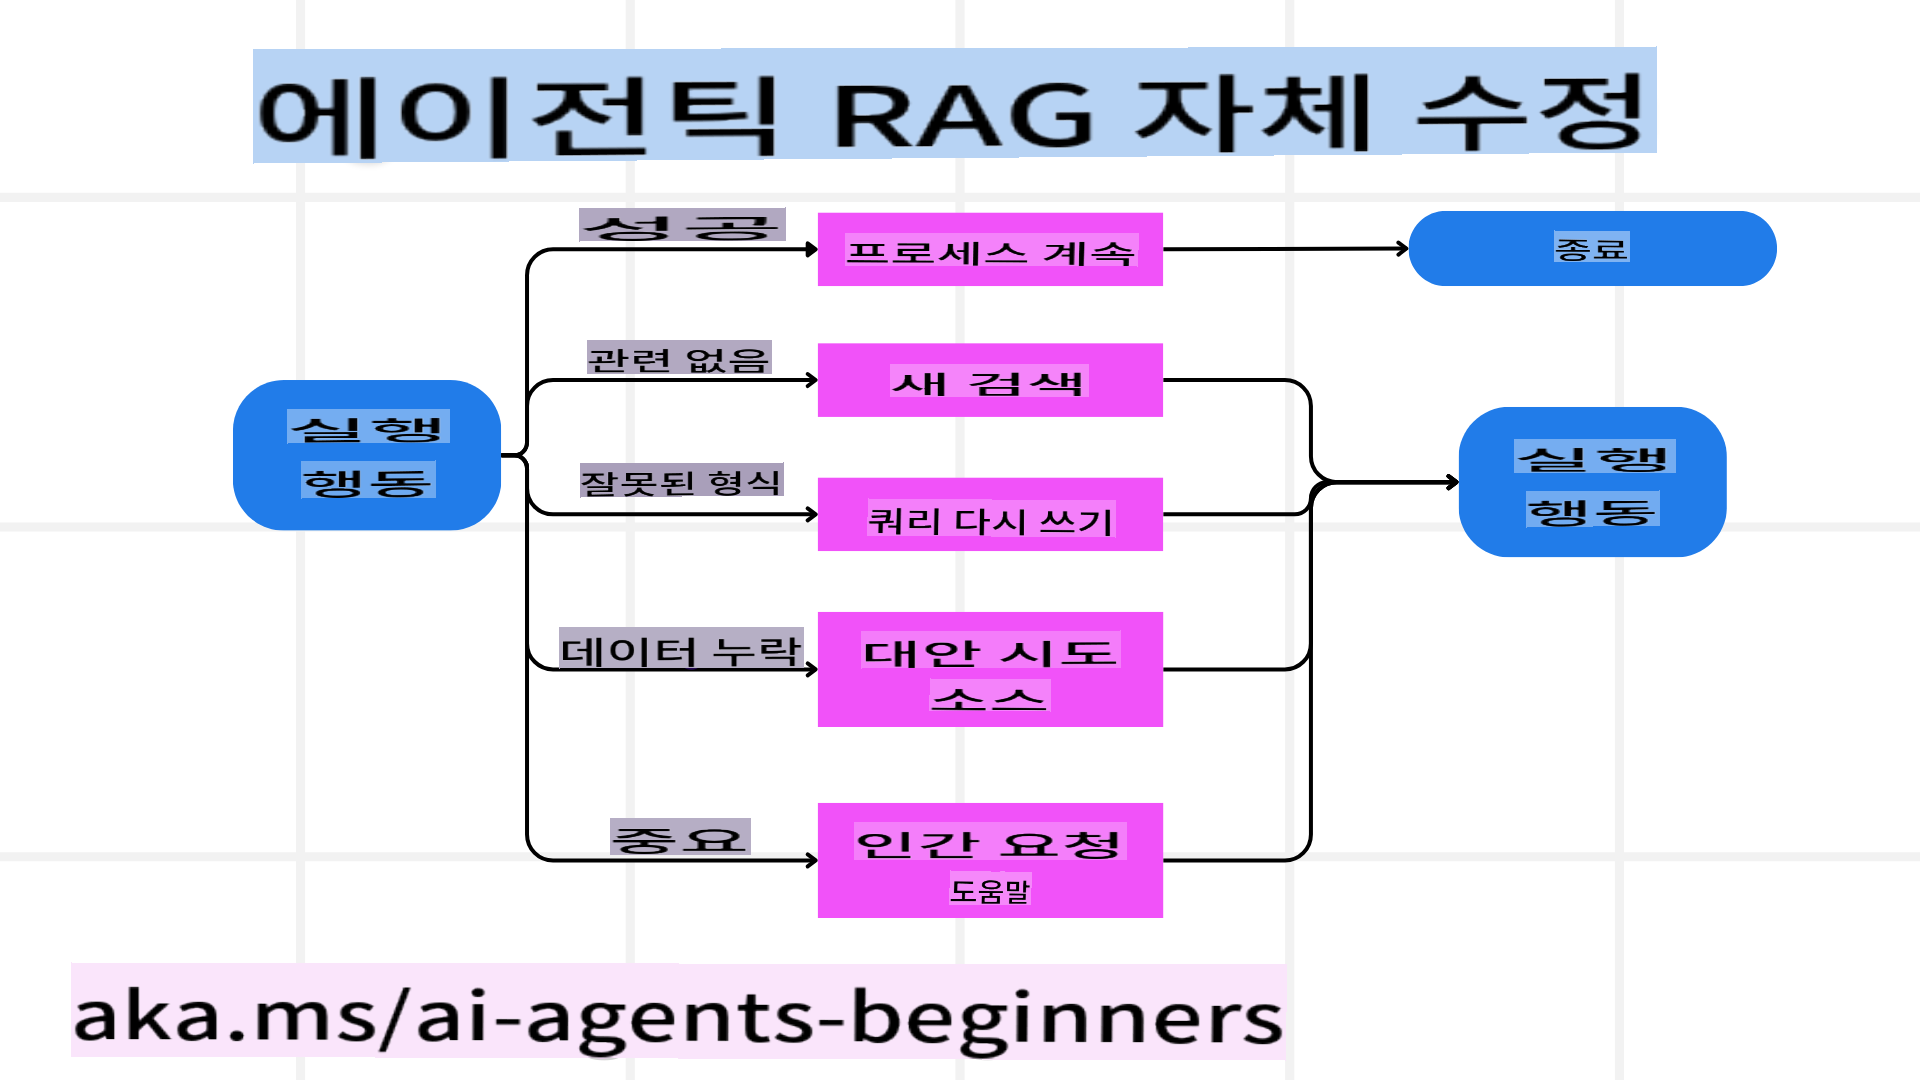 에이전틱 RAG 자체 수정
성공
프로세스 계속
종료
관련 없음
새 검색
실행
행동
잘못된 형식
쿼리 다시 쓰기
실행
행동
데이터 누락
대안 시도
소스
중요
인간 요청
도움말
aka.ms/ai-agents-beginners